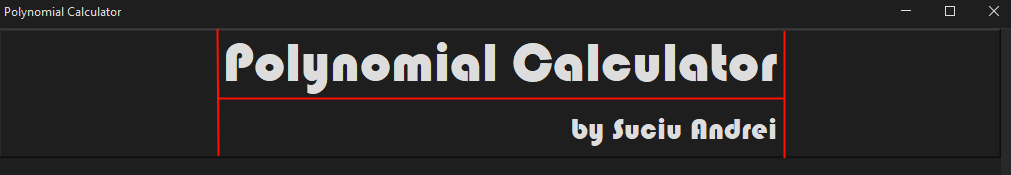 Polynomial Calculator
Polynomial Calculator
by Suciu Andrei